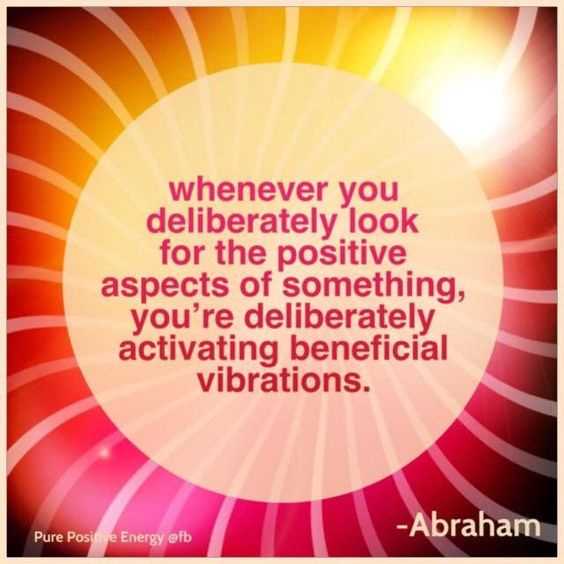 whenever you
deliberately look
for the positive
aspects of something,
you're deliberately
activating beneficial
vibrations.
-Abraham
Pure Positive Energy @fb